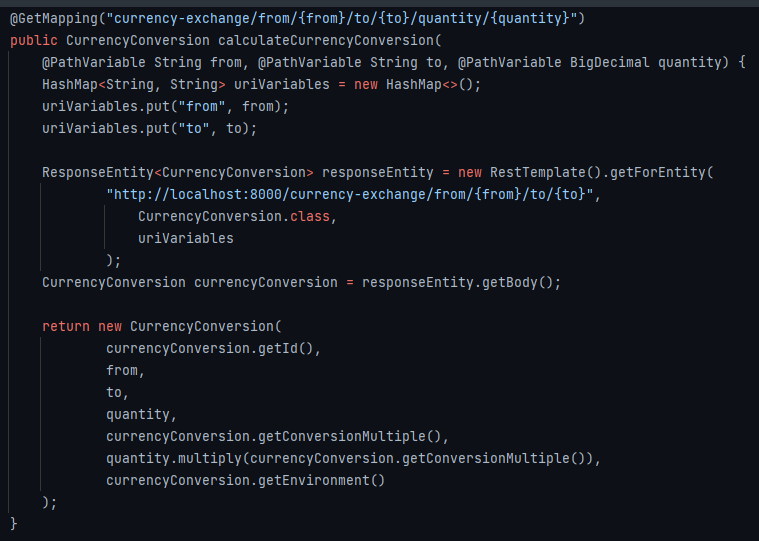 @GetMapping("currency-exchange/from/{from}/to/{to}/quantity/{quantity}")
public CurrencyConversion calculateCurrencyConversion(
@PathVariable String from, @PathVariable String to, @PathVariable BigDecimal quantity) {
HashMap<String, String> uriVariables = new HashMap<>();
uriVariables.put("from", from);
uriVariables.put("to", to);
ResponseEntity<CurrencyConversion> responseEntity = new RestTemplate().getForEntity(
"http://localhost:8000/currency-exchange/from/{from}/to/{to}",
CurrencyConversion.class,
uriVariables
);
CurrencyConversion currencyConversion = responseEntity.getBody();
return new CurrencyConversion(
currencyConversion.getId(),
from,
to,
quantity,
currencyConversion.getConversionMultiple(),
quantity.multiply(currencyConversion.getConversionMultiple()),
currencyConversion.getEnvironment()
);
}